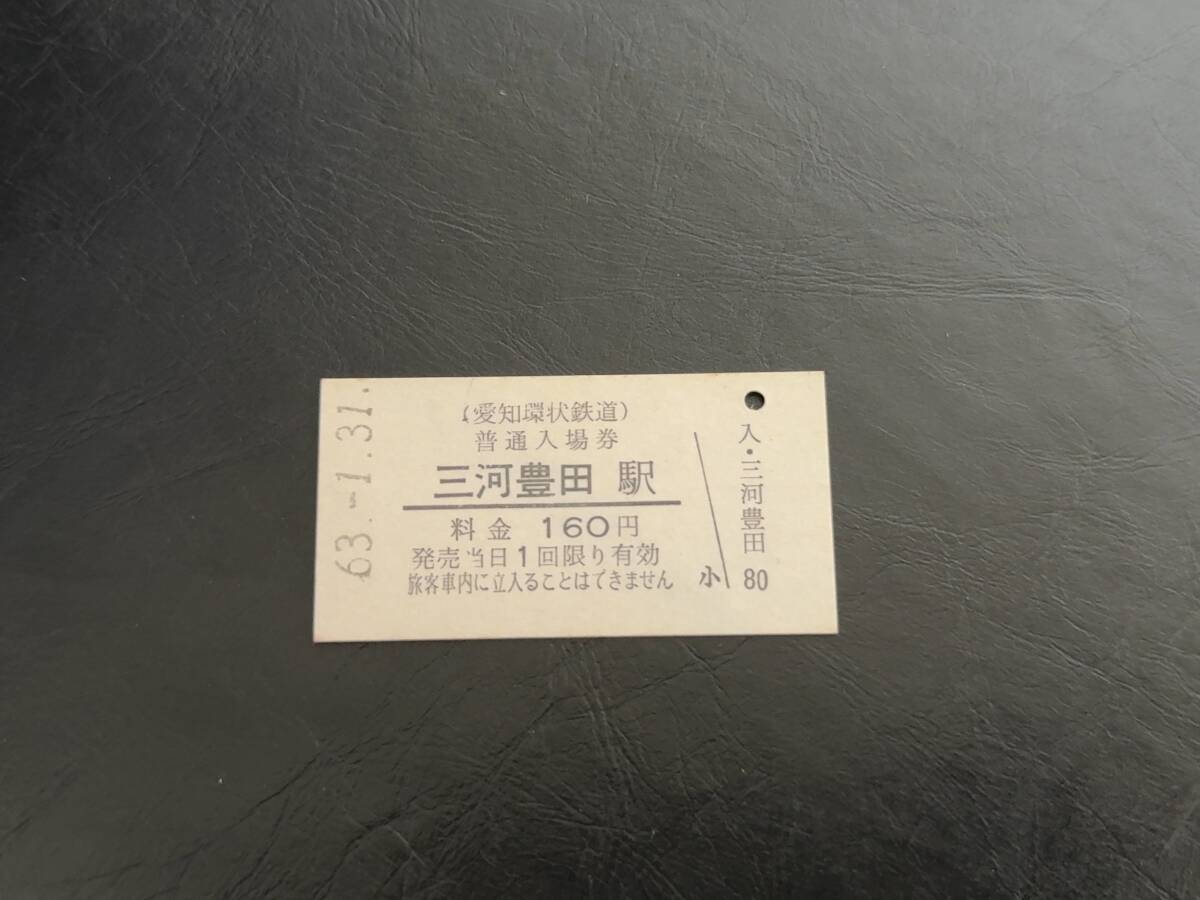 63.-1.31.
(愛知環状鉄道)
普通入場券
三河豊田 駅
料金 160円
発売当日1回限り有効
旅客車内に立入ることはできません
小
入・三河豊田
80